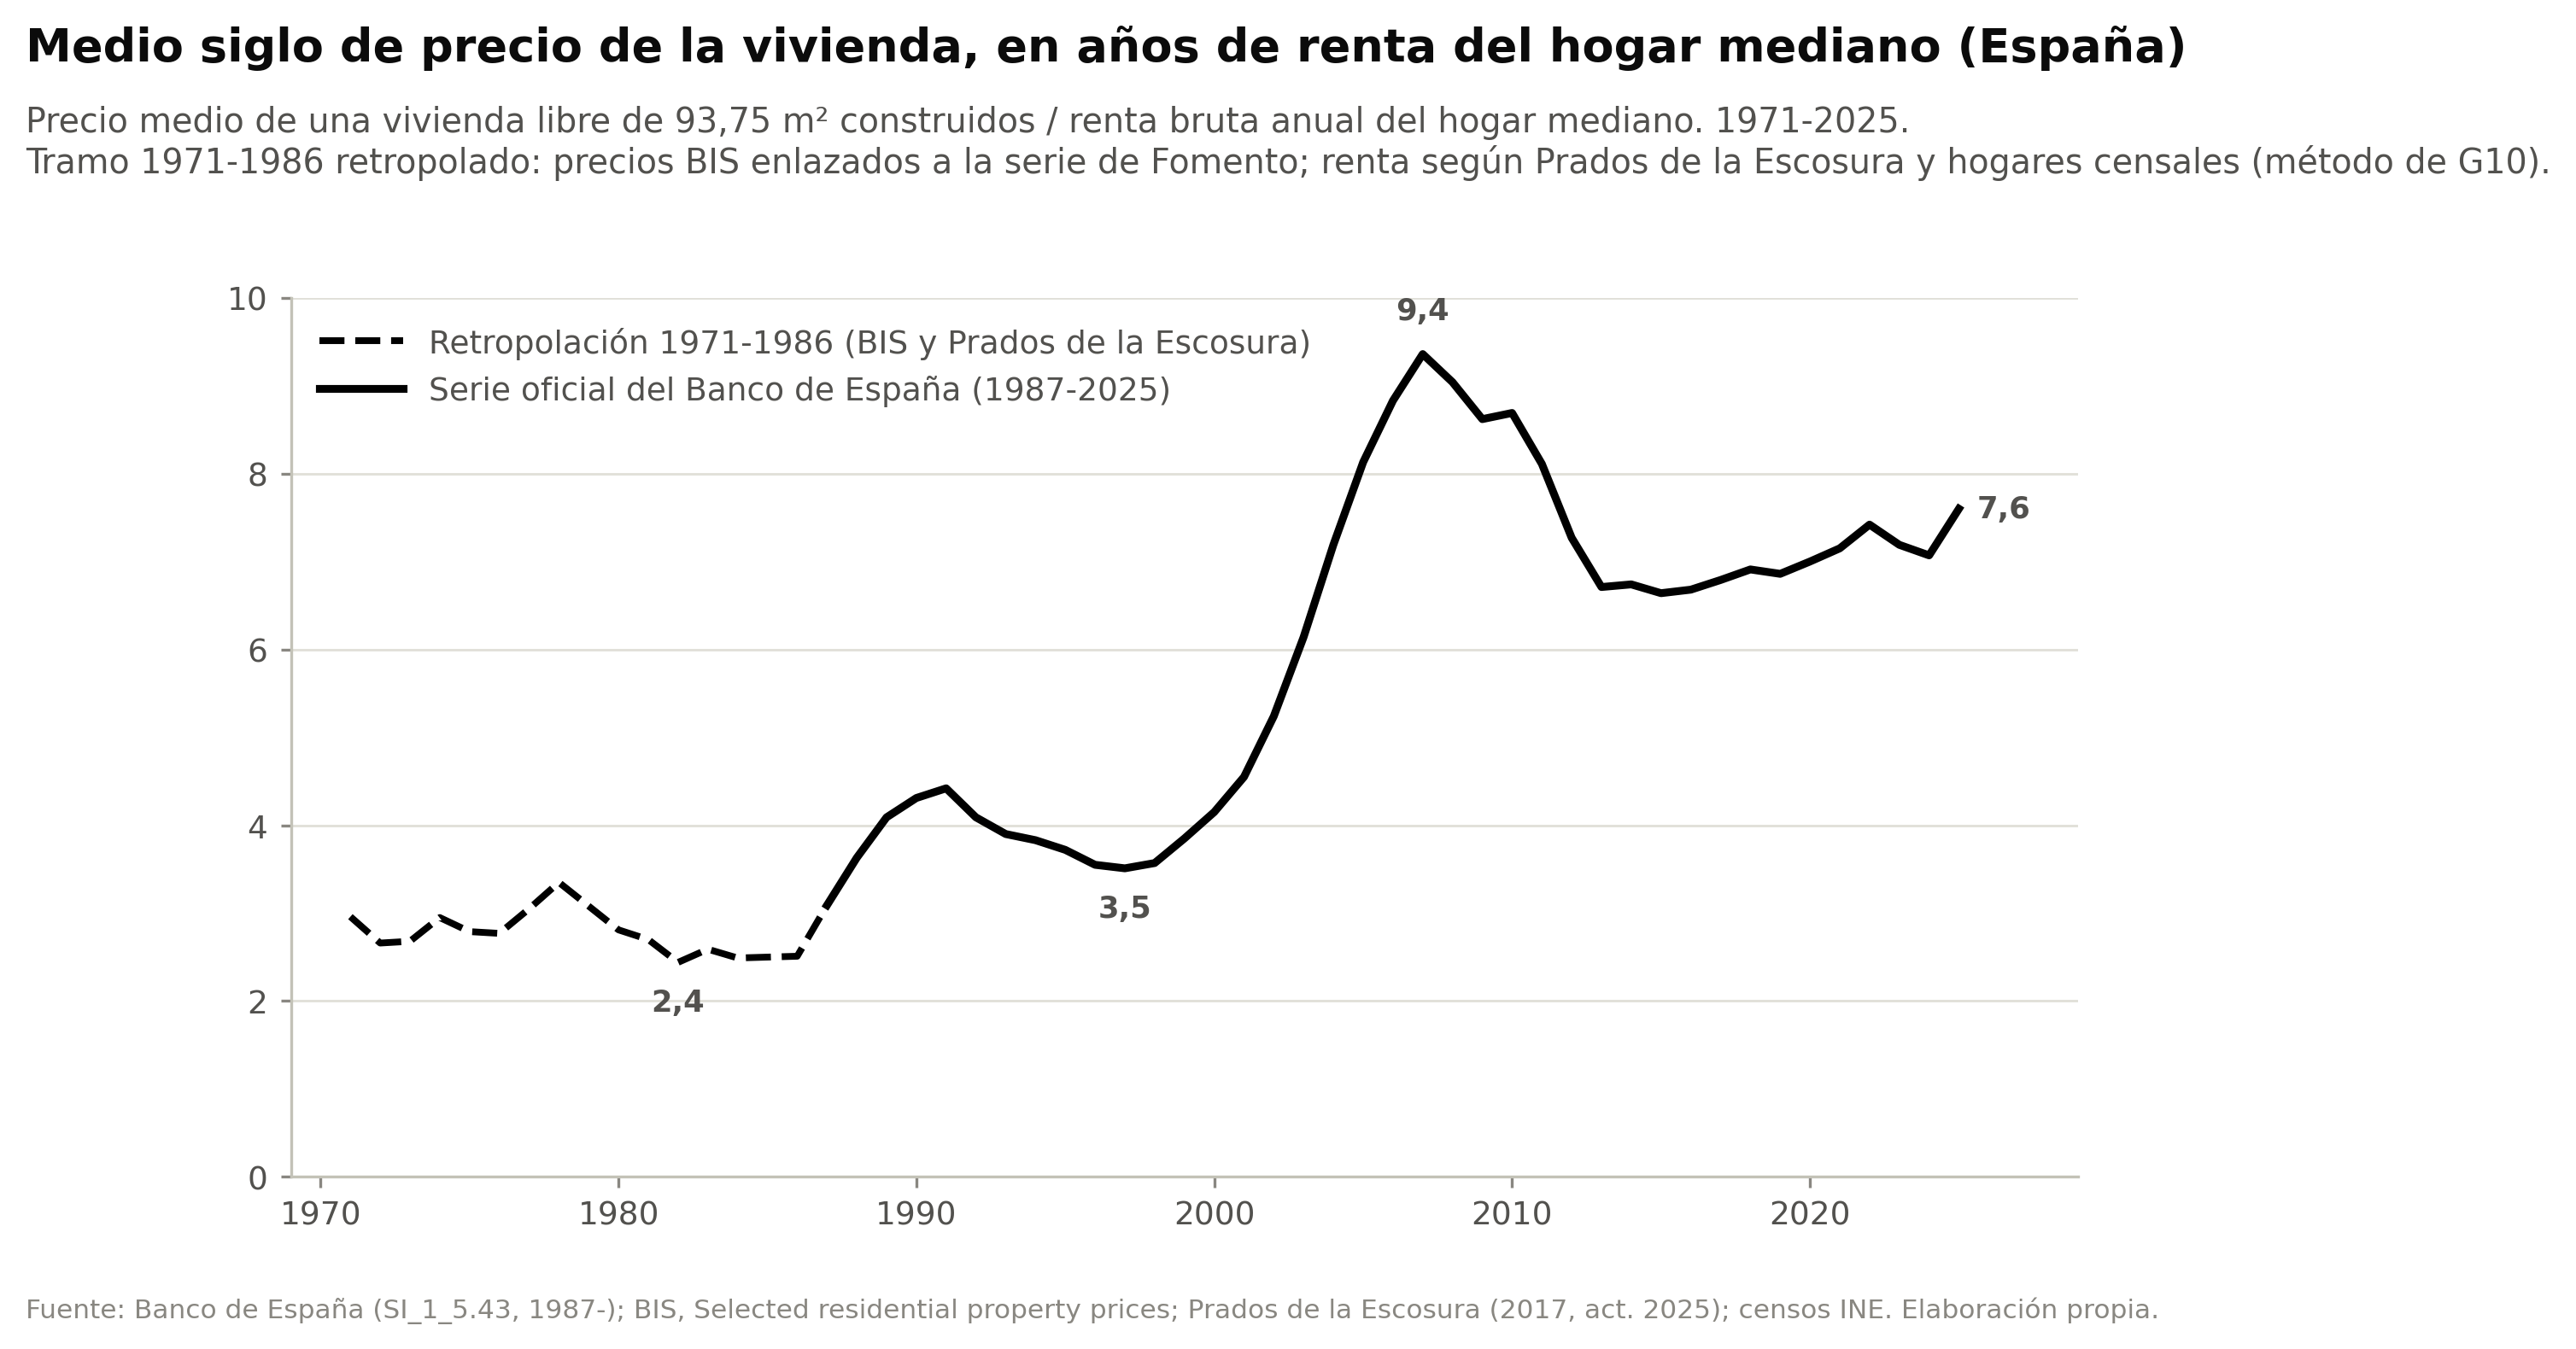 Medio siglo de precio de la vivienda, en años de renta del hogar mediano (España)
Precio medio de una vivienda libre de 93,75 m² construidos / renta bruta anual del hogar mediano. 1971-2025.
Tramo 1971-1986 retropolado: precios BIS enlazados a la serie de Fomento; renta según Prados de la Escosura y hogares censales (método de G10).
10
9,4
Retropolación 1971-1986 (BIS y Prados de la Escosura)
Serie oficial del Banco de España (1987-2025)
8
7,6
6
4
3,5
2
2,4
0
1970 1980 1990 2000 2010 2020
Fuente: Banco de España (SI_1_5.43, 1987-); BIS, Selected residential property prices; Prados de la Escosura (2017, act. 2025); censos INE. Elaboración propia.